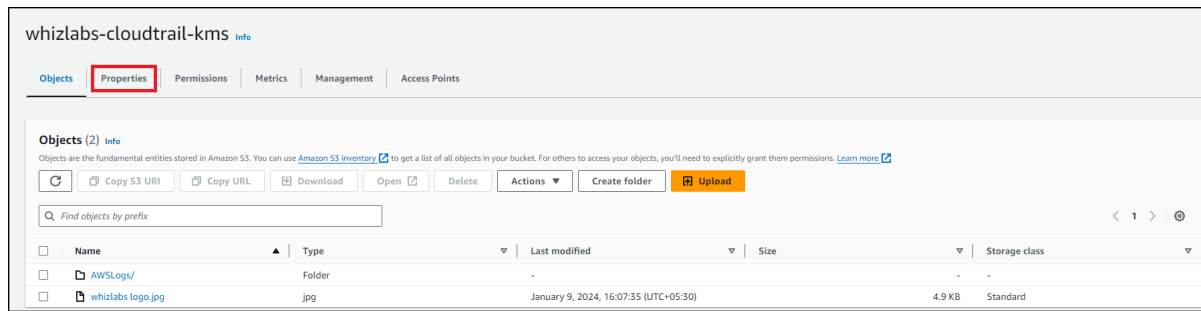 whizlabs-cloudtrail-kms Info
Objects Properties Permissions Metrics Management Access Points
Objects (2) Info
Objects are the fundamental entities stored in Amazon S3. You can use Amazon S3 inventory to get a list of all objects in your bucket. For others to access your objects, you'll need to explicitly grant them permissions. Learn more
Copy S3 URI Copy URL Download Open Delete Actions Create folder Upload
Find objects by prefix 1
Name Type Last modified Size Storage class
AWSLogs/ Folder - - -
whizlabs logo.jpg jpg January 9, 2024, 16:07:35 (UTC+05:30) 4.9 KB Standard